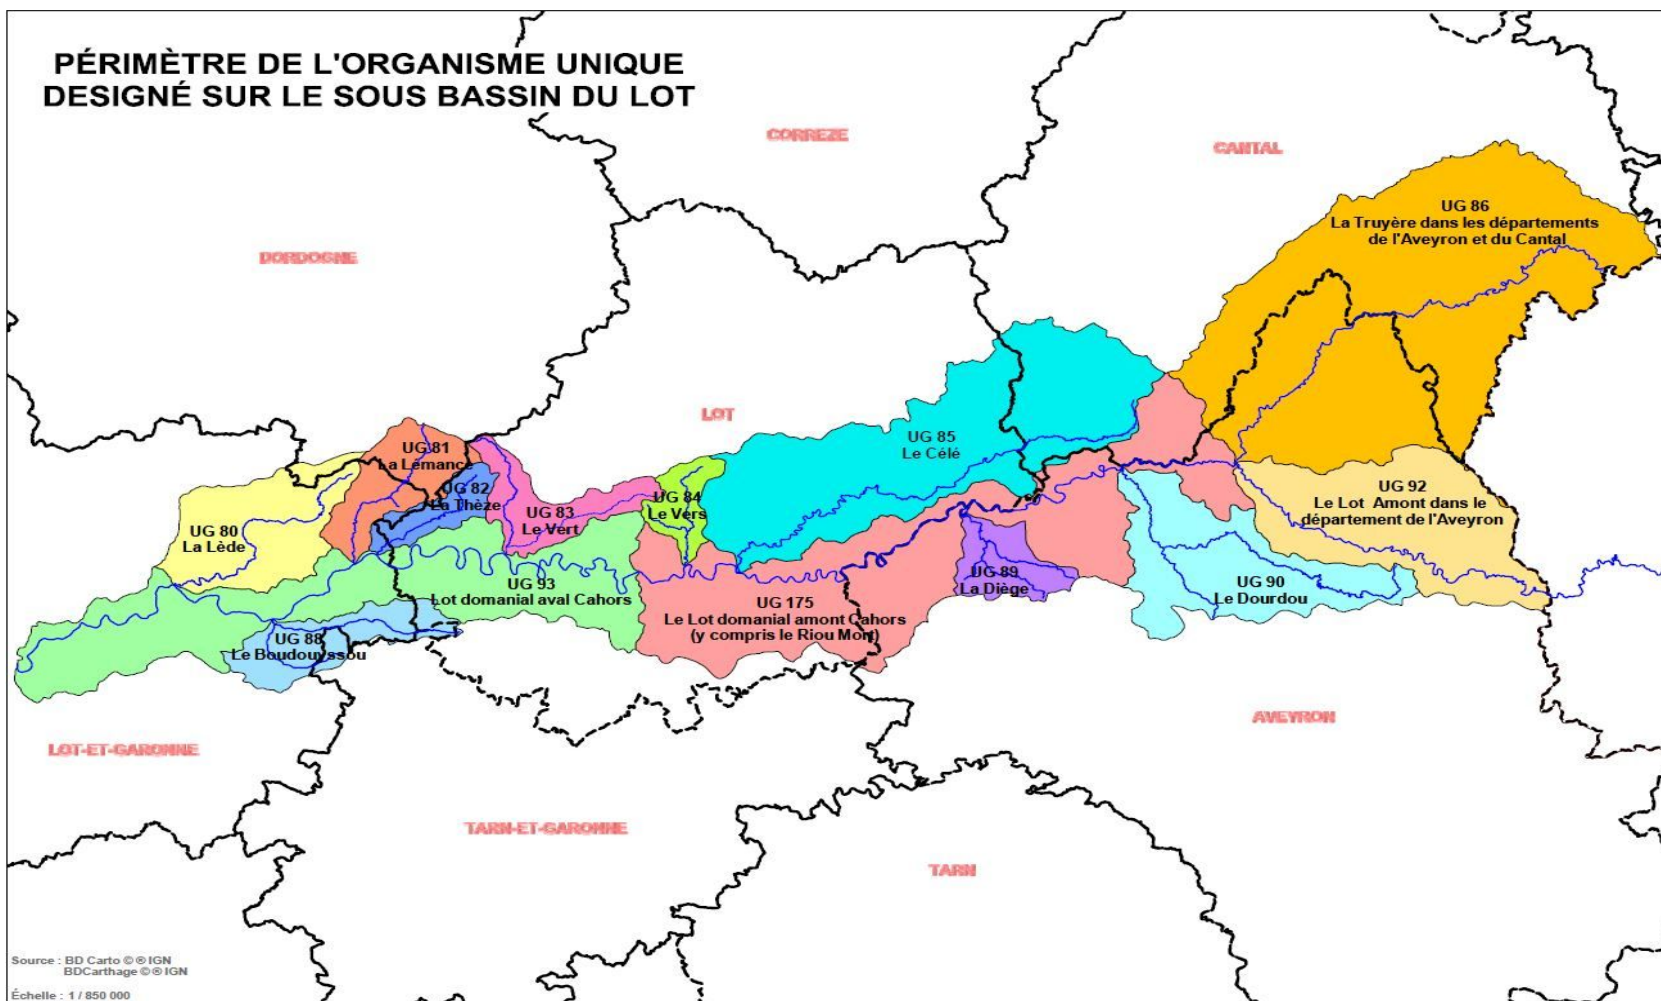 PÉRIMÈTRE DE L'ORGANISME UNIQUE
DESIGNÉ SUR LE SOUS BASSIN DU LOT
CORREZE
CANTAL
UG 86
La Truyère dans les départements
de l'Aveyron et du Cantal
DORDOGNE
LOT
UG 85
Le Célé
UG 81
La Lémance
UG 82
La Thèze
UG 83
Le Vert
UG 84
Le Vers
UG 92
Le Lot Amont dans le
département de l'Aveyron
UG 80
La Lède
UG 93
Lot domanial aval Cahors
UG 89
La Diège
UG 90
Le Dourdou
UG 175
Le Lot domanial amont Cahors
(y compris le Riou Mort)
UG 88
Le Boudouyssou
AVEYRON
LOT-ET-GARONNE
TARN-ET-GARONNE
TARN
Source : BD Carto © ® IGN
BDCarthage © ® IGN
Échelle : 1 / 850 000